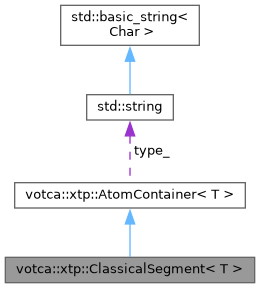 std::basic_string<
Char >
std::string
type_
votca::xtp::AtomContainer< T >
votca::xtp::ClassicalSegment< T >